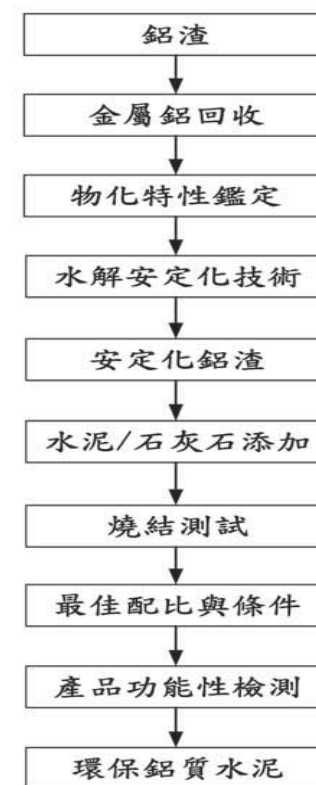 鋁渣
金屬鋁回收
物化特性鑑定
水解安定化技術
安定化鋁渣
水泥/石灰石添加
燒結測試
最佳配比與條件
產品功能性檢測
環保鋁質水泥